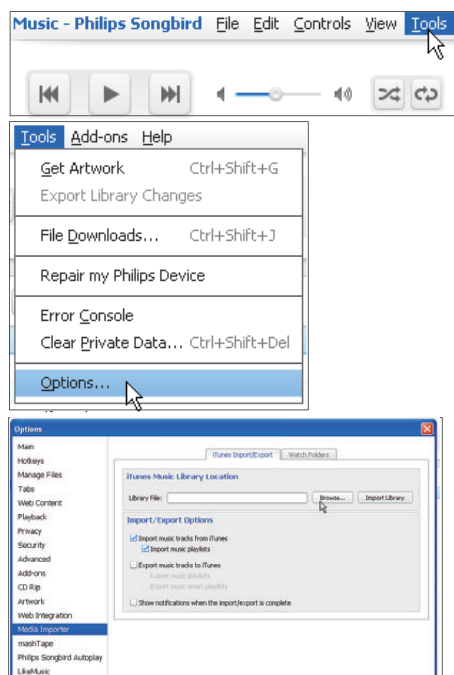 Music - Philips Songbird File Edit Controls View Tools
Tools Add-ons Help
Get Artwork Ctrl+Shift+G
Export Library Changes
File Downloads... Ctrl+Shift+J
Repair my Philips Device
Error Console
Clear Private Data... Ctrl+Shift+Del
Options...
Options
Main
Hotkeys
Manage Files
Tabs
Web Content
Playback
Privacy
Security
Advanced
Add-ons
CD Rip
Artwork
Web Integration
Media Importer
mashTape
Philips Songbird Autoplay
LikeMusic
iTunes Import/Export Watch Folders
iTunes Music Library Location
Library File: Browse... Import Library
Import/Export Options
Import music tracks from iTunes
Import music playlists
Export music tracks to iTunes
Export music playlists
Export music smart playlists
Show notifications when the import/export is complete